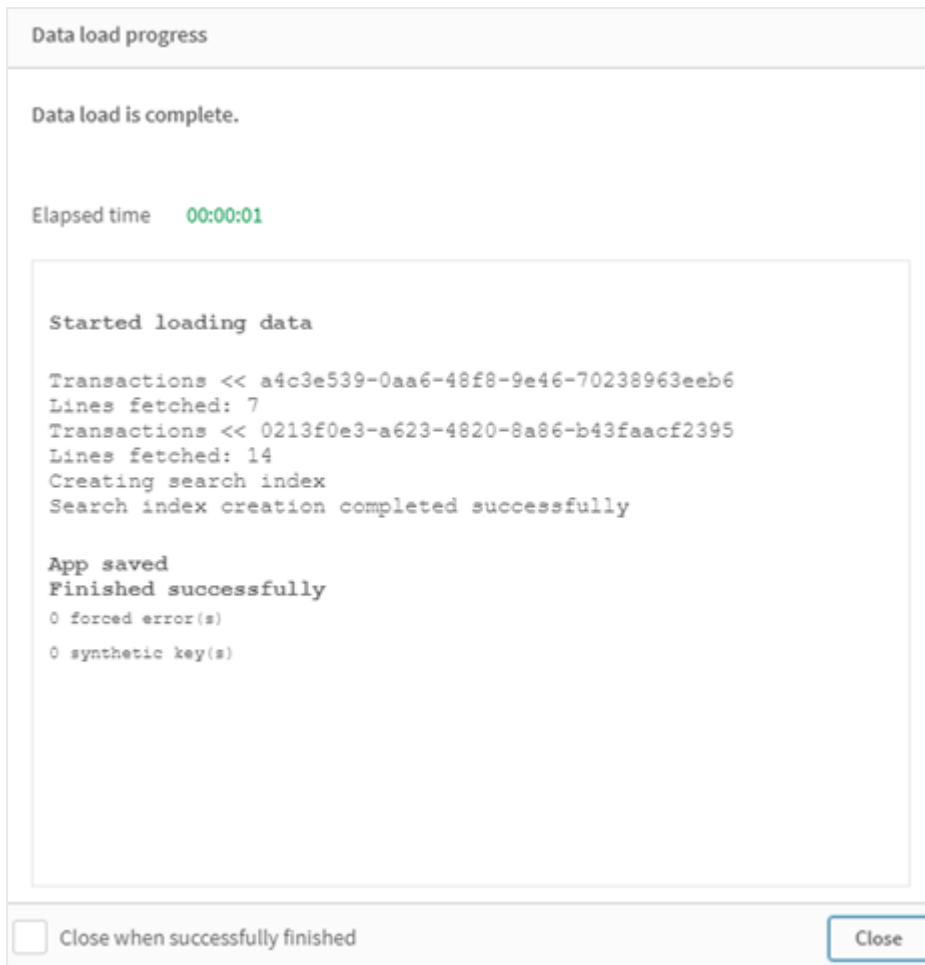 Data load progress
Data load is complete.
Elapsed time 00:00:01
Started loading data
Transactions << a4c3e539-0aa6-48f8-9e46-70238963eeb6
Lines fetched: 7
Transactions << 0213f0e3-a623-4820-8a86-b43faacf2395
Lines fetched: 14
Creating search index
Search index creation completed successfully
App saved
Finished successfully
0 forced error(s)
0 synthetic key(s)
Close when successfully finished
Close